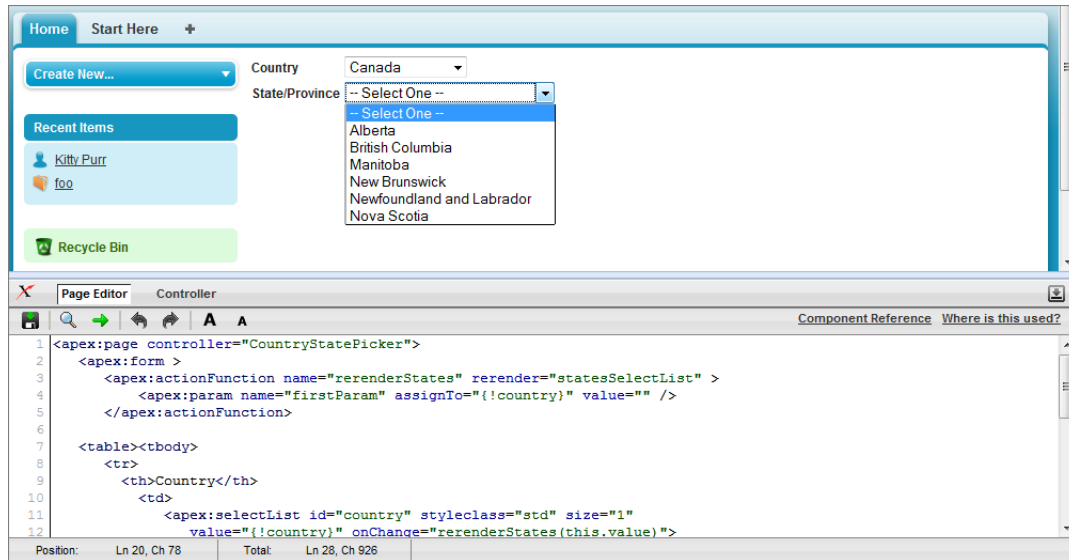 Home Start Here +
Create New...
Country Canada
State/Province -- Select One --
-- Select One --
Alberta
British Columbia
Manitoba
New Brunswick
Newfoundland and Labrador
Nova Scotia
Recent Items
Kitty Purr
foo
Recycle Bin
Page Editor Controller
A A Component Reference Where is this used?
1 <apex:page controller="CountryStatePicker">
2 <apex:form >
3 <apex:actionFunction name="rerenderStates" rerender="statesSelectList" >
4 <apex:param name="firstParam" assignTo="{!country}" value="" />
5 </apex:actionFunction>
6
7 <table><tbody>
8 <tr>
9 <th>Country</th>
10 <td>
11 <apex:selectList id="country" styleclass="std" size="1"
12 value="{!country}" onChange="rerenderStates(this.value)">
Position: Ln 20, Ch 78 Total: Ln 28, Ch 926